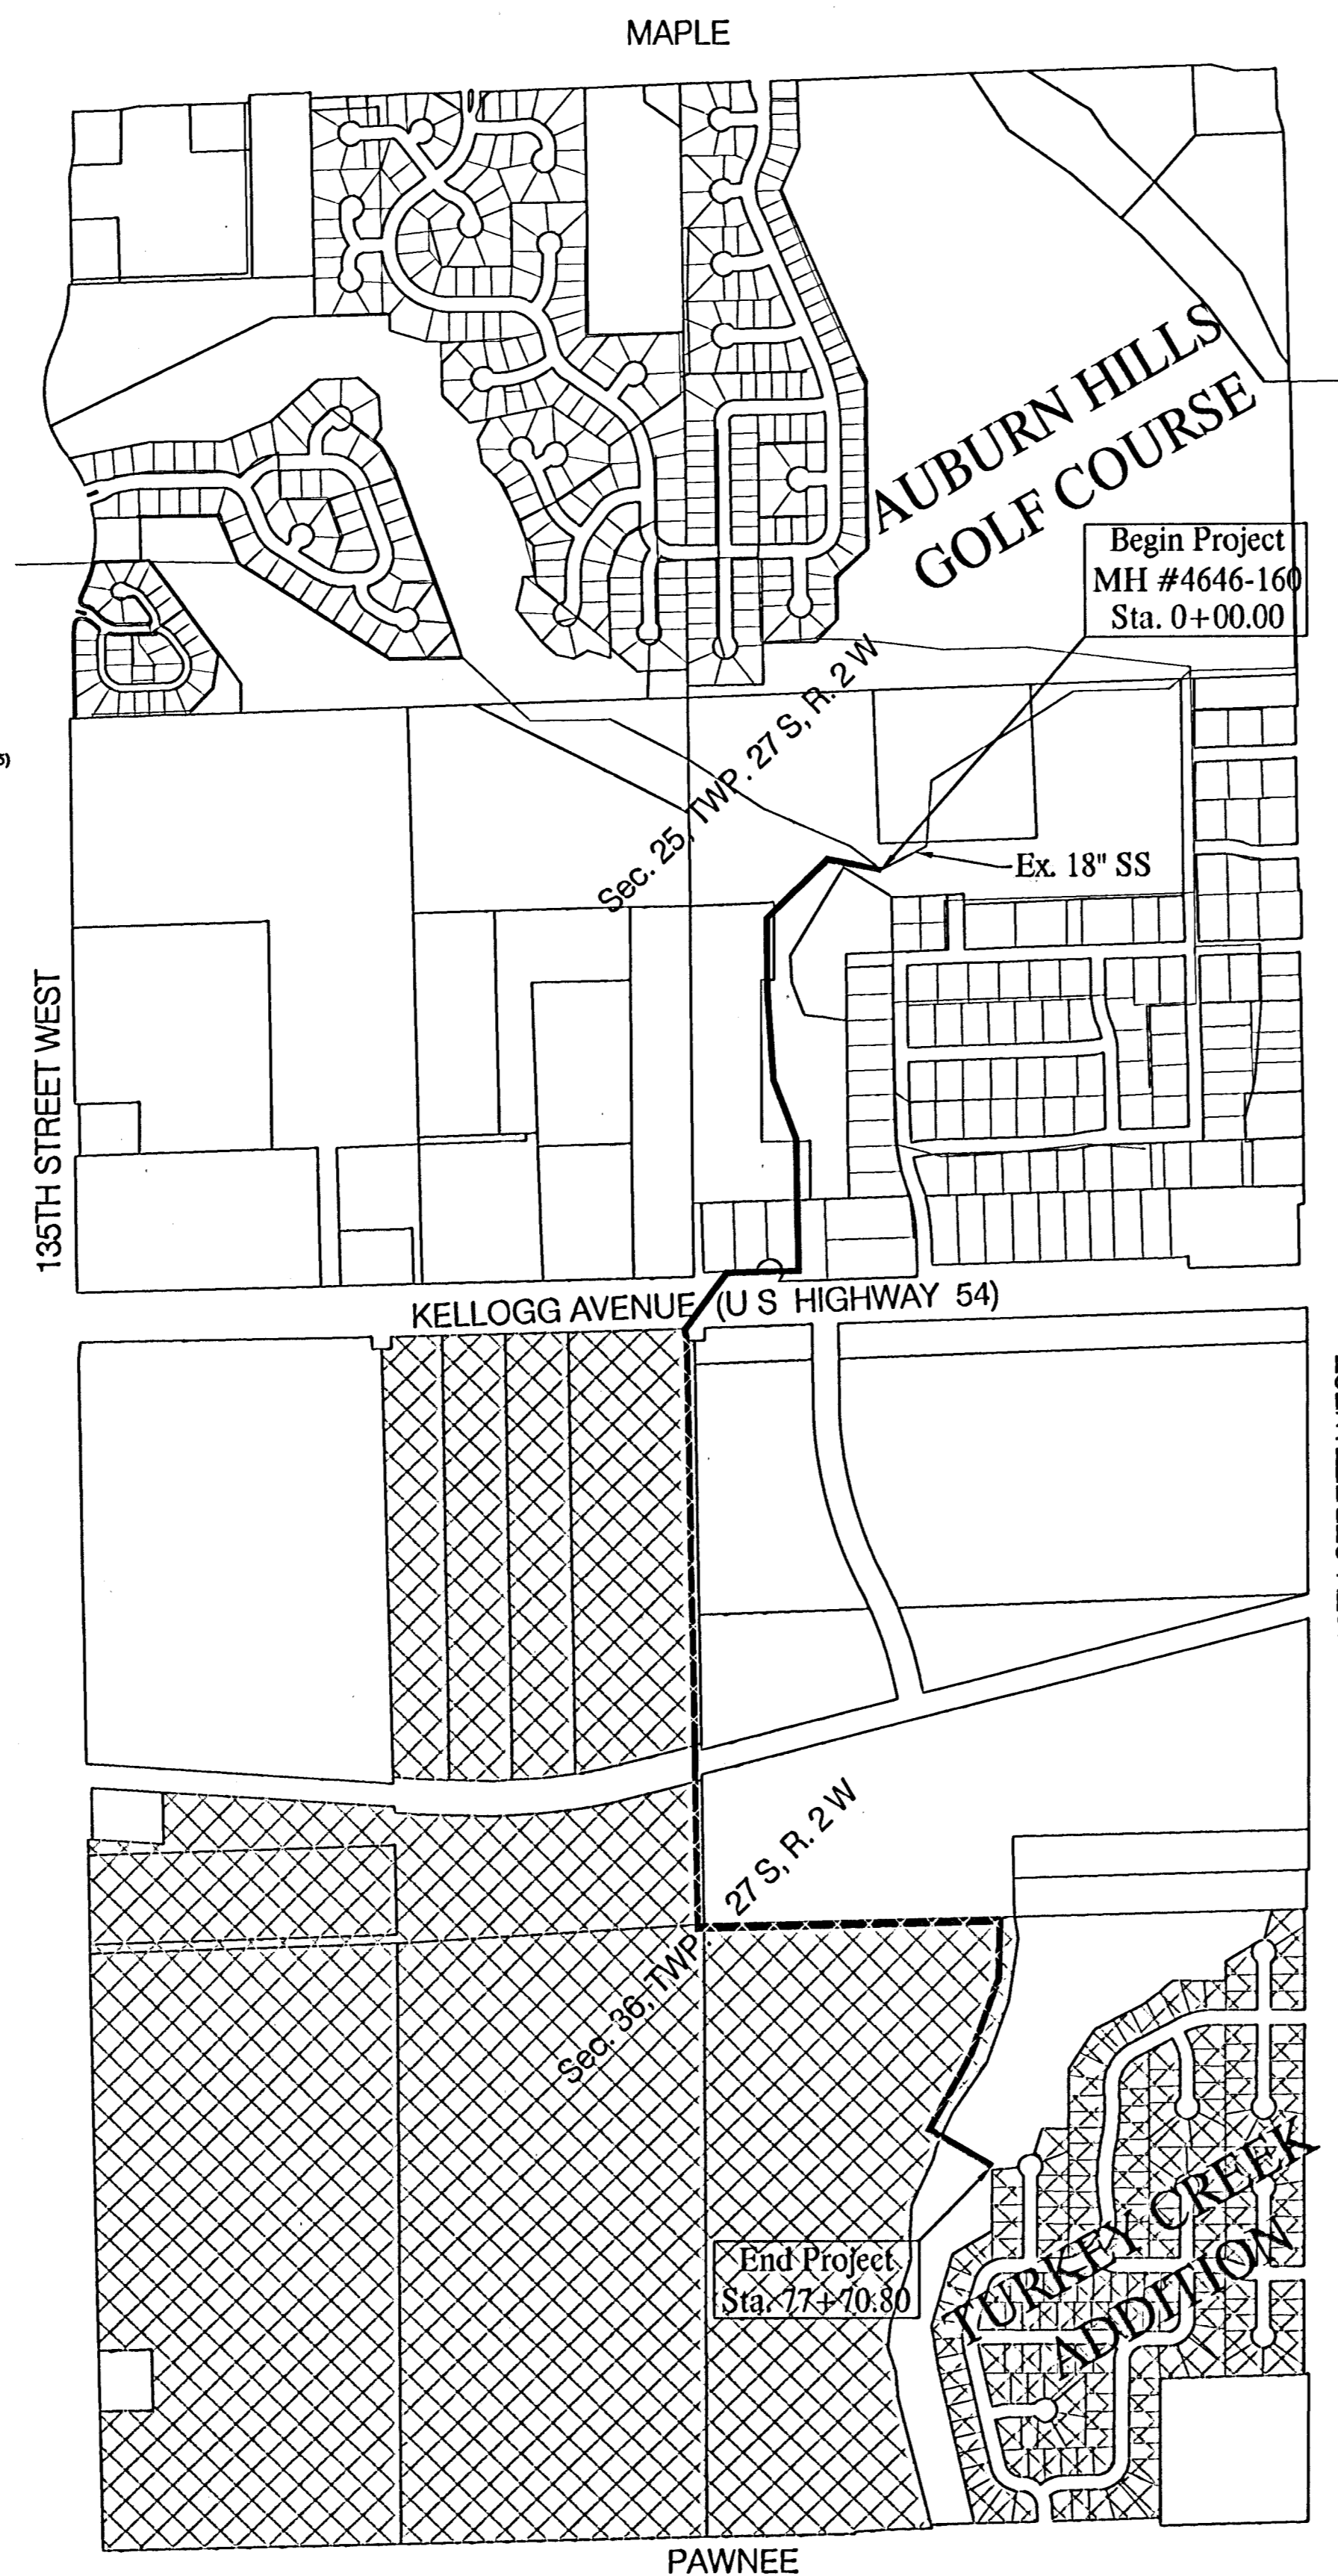 MAPLE
AUBURN HILLS
GOLF COURSE
Begin Project
MH #4646-160
Sta. 0+00.00
Sec. 25, TWP. 27 S, R. 2 W
Ex. 18" SS
135TH STREET WEST
KELLOGG AVENUE (U S HIGHWAY 54)
Sec. 36, TWP. 27 S, R. 2 W
End Project
Sta. 77+70.80
TURKEY CREEK
ADDITION
PAWNEE